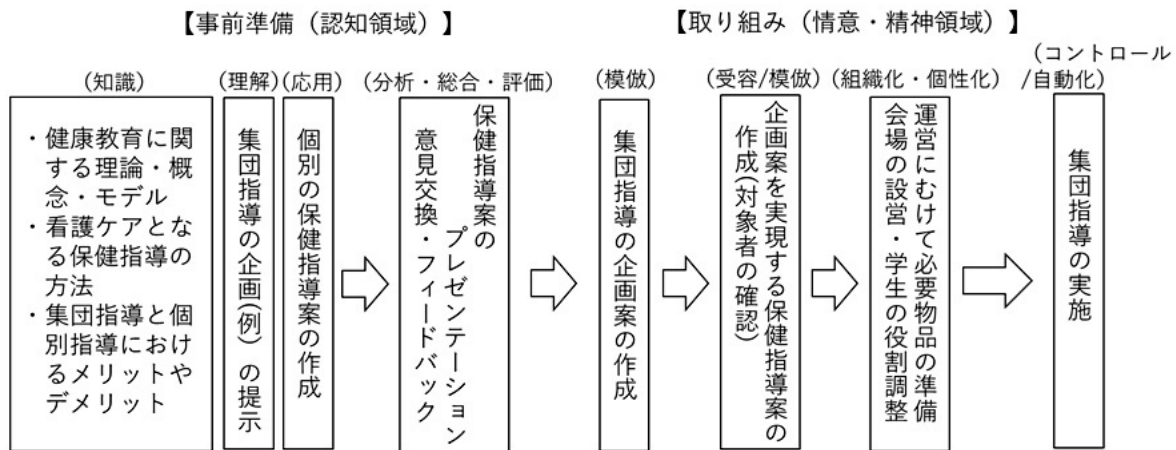 【事前準備（認知領域）】
【取り組み（情意・精神領域）】
（知識）
（理解）
（応用）
（分析・総合・評価）
（模倣）
（受容/模倣）
（組織化・個性化）
（コントロール
/自動化）
・健康教育に関
する理論・概
念・モデル
・看護ケアとな
る保健指導の
方法
・集団指導と個
別指導におけ
るメリットや
デメリット
集団指導の企画(例）の提示
個別の保健指導案の作成
保健指導案の
プレゼンテーション
意見交換・フィードバック
集団指導の企画案の作成
企画案を実現する保健指導案の
作成(対象者の確認）
運営にむけて必要物品の準備
会場の設営・学生の役割調整
集団指導の実施